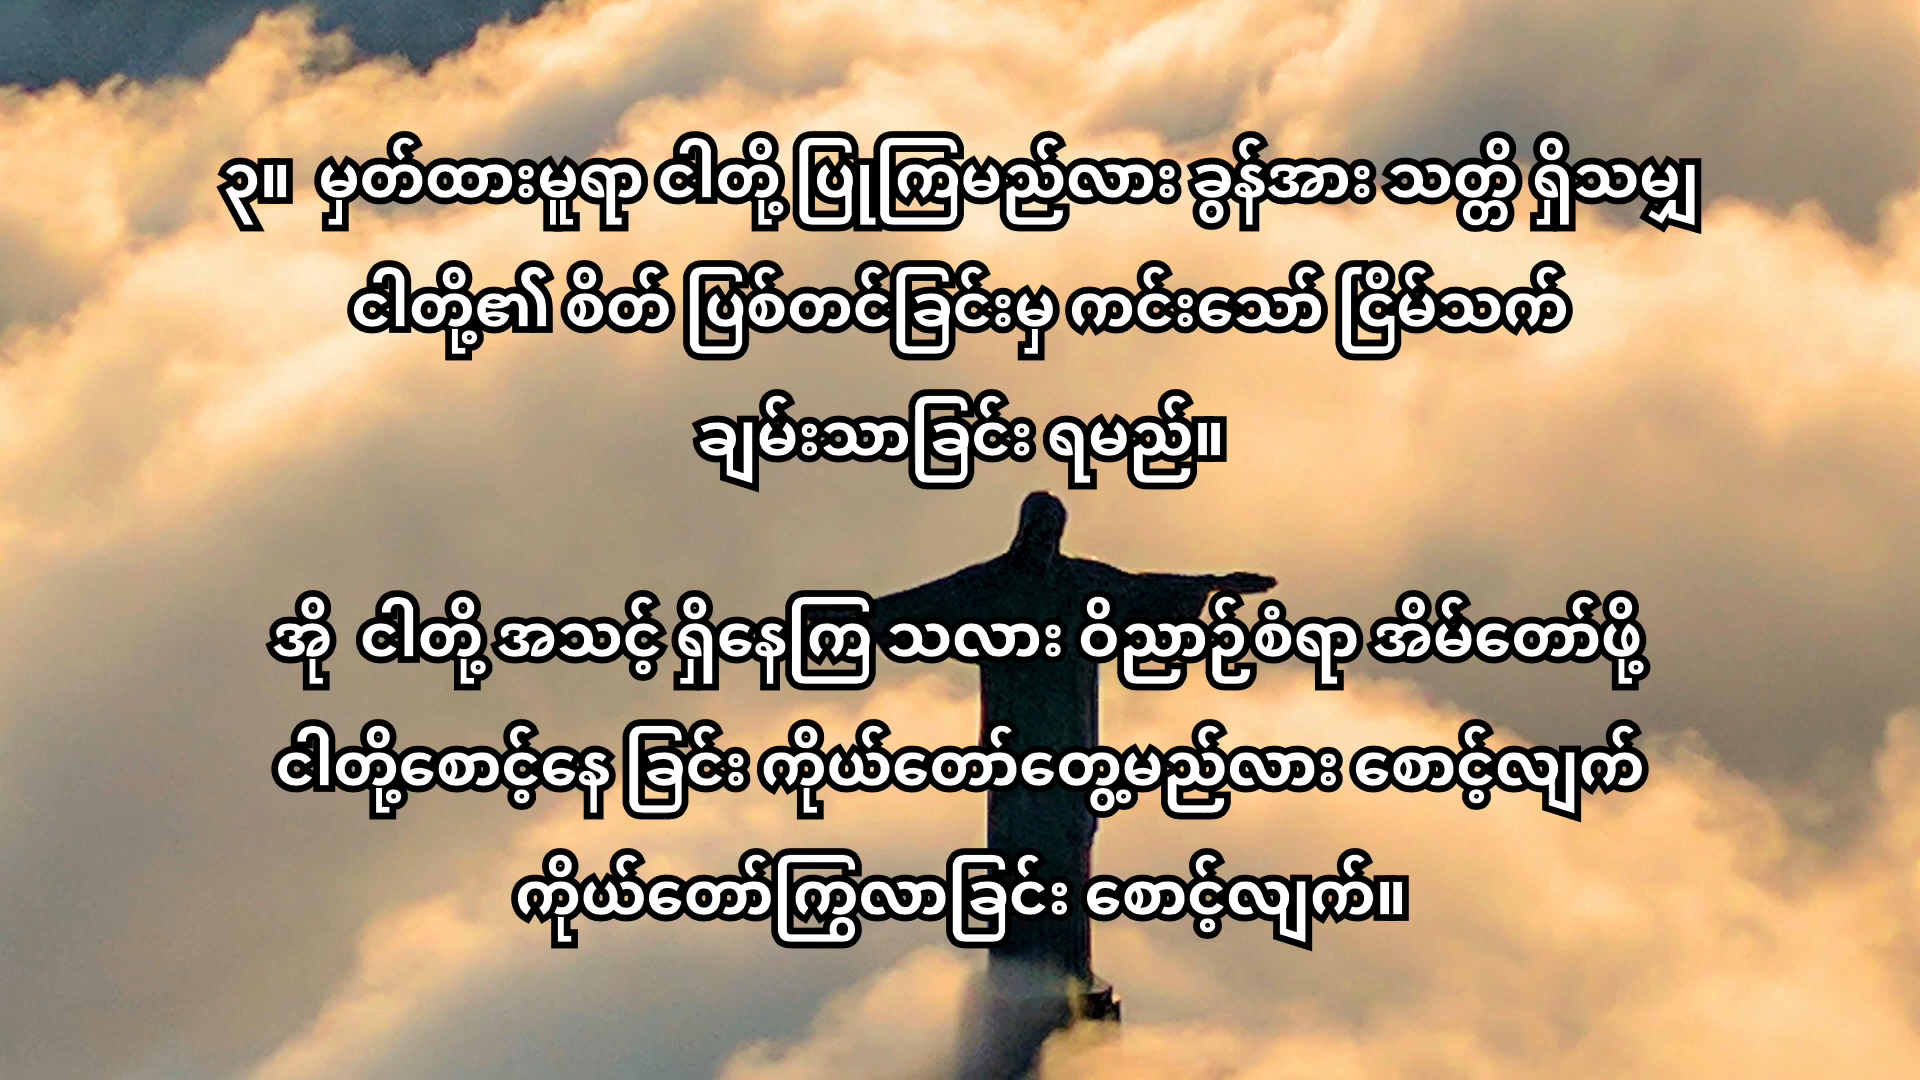 ၃။ မှတ်ထားမူရာ ငါတို့ ပြုကြမည်လား ခွန်အား သတ္တိ ရှိသမျှ
ငါတို့၏ စိတ် ပြစ်တင်ခြင်းမှ ကင်းသော် ငြိမ်သက်
ချမ်းသာခြင်း ရမည်။
အို ငါတို့ အသင့် ရှိနေကြ သလား ဝိညာဉ်စံရာ အိမ်တော်ဖို့
ငါတို့စောင့်နေ ခြင်း ကိုယ်တော်တွေ့မည်လား စောင့်လျက်
ကိုယ်တော်ကြွလာခြင်း စောင့်လျက်။